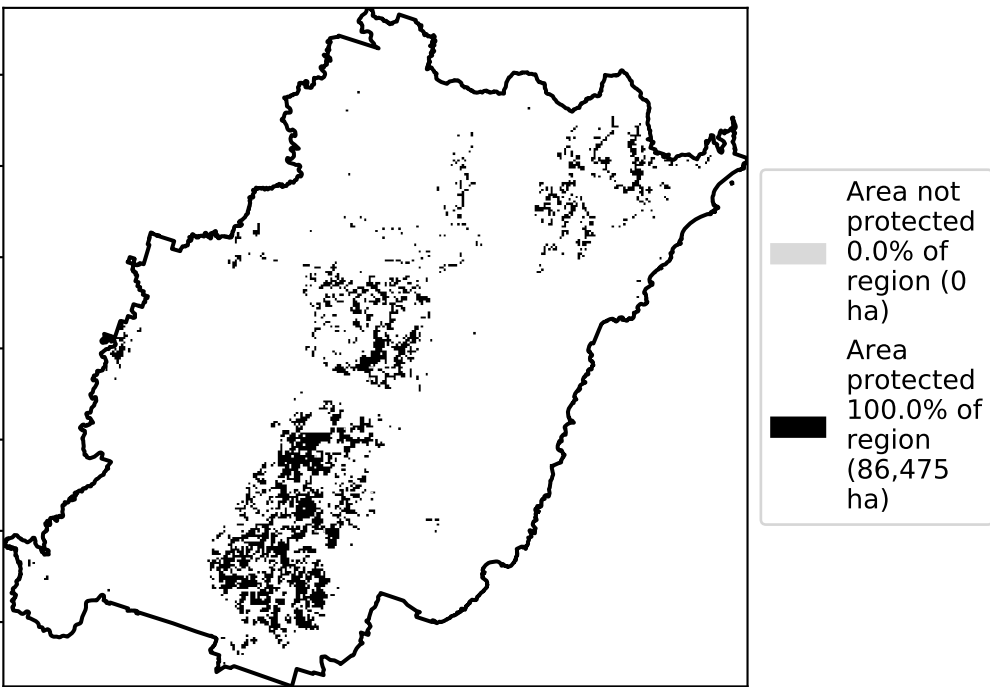 Area not
protected
0.0% of
region (0
ha)
Area
protected
100.0% of
region
(86,475
ha)